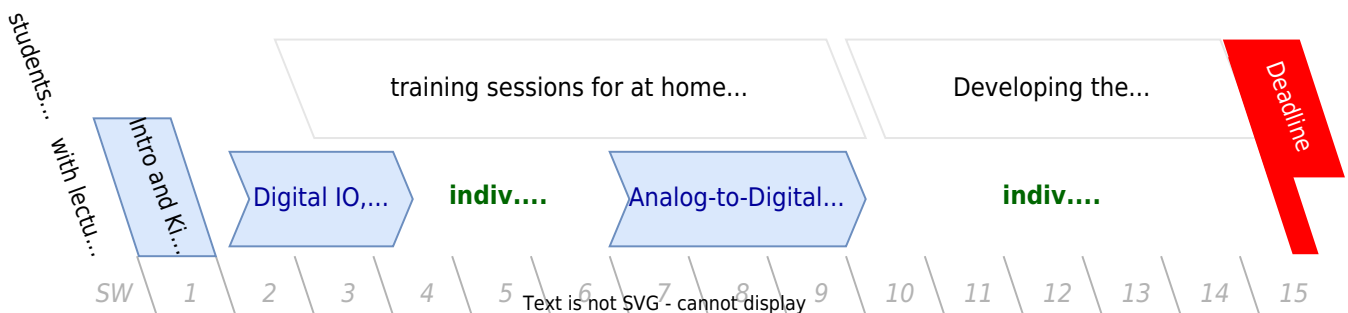 students...
training sessions for at home...
Developing the...
Deadline
with lectu...
Intro and Ki....
Digital IO,...
indiv....
Analog-to-Digital...
indiv....
SW 1 2 3 4 5 6 7 8 9 10 11 12 13 14 15
Text is not SVG - cannot display